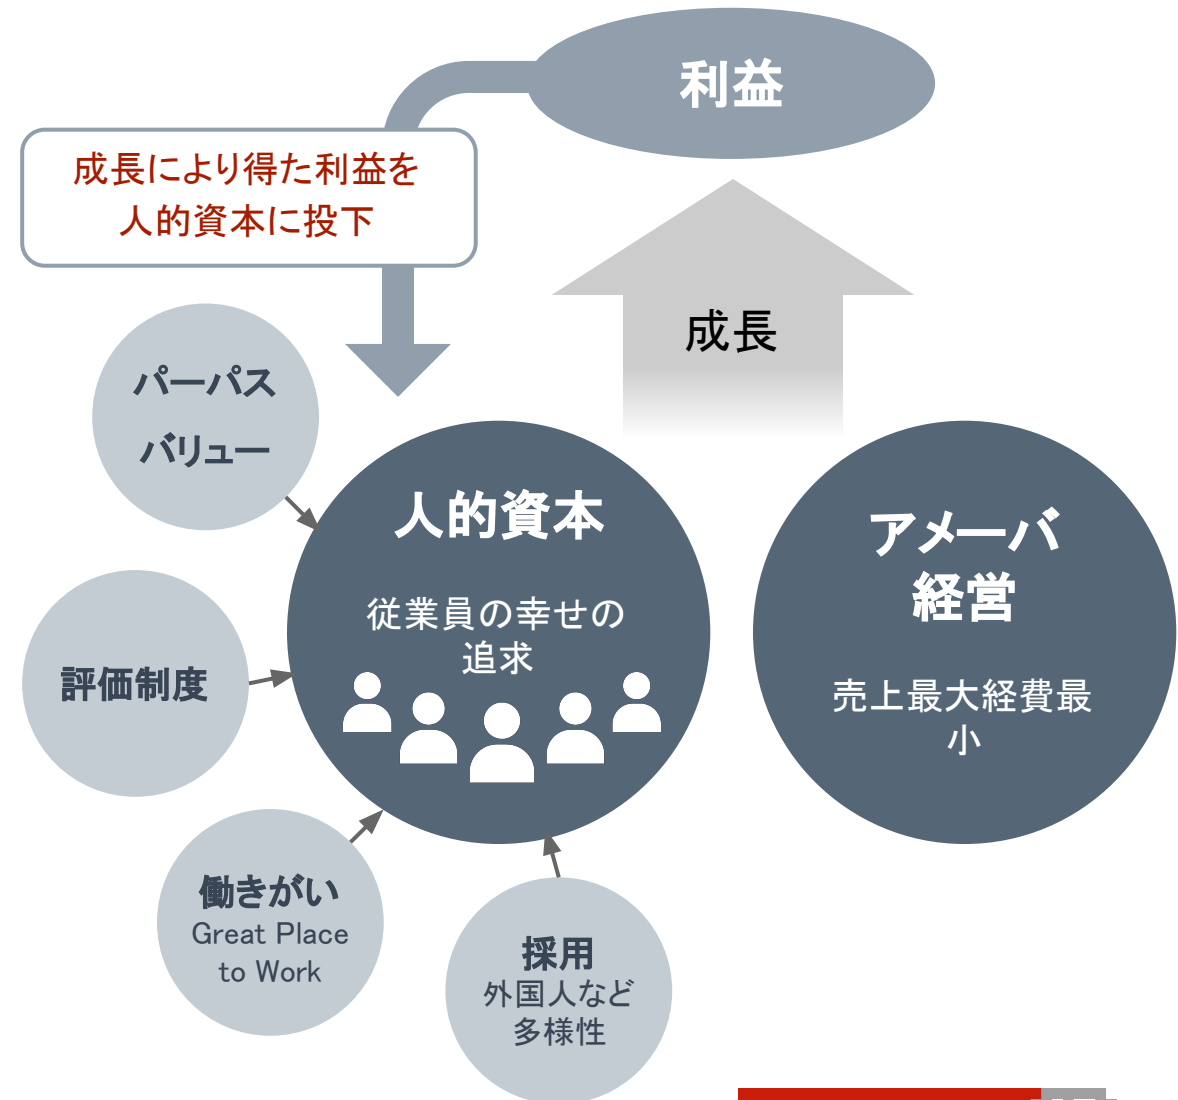 利益
成長により得た利益を
人的資本に投下
成長
パーパス
バリュー
人的資本
従業員の幸せの
追求
アメーバ
経営
売上最大経費最
小
評価制度
働きがい
Great Place
to Work
採用
外国人など
多様性